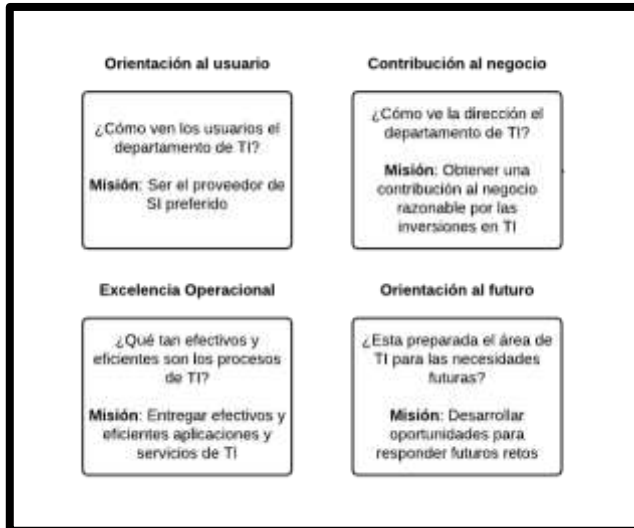 Orientación al usuario
¿Cómo ven los usuarios el
departamento de TI?
Misión: Ser el proveedor de
SI preferido
Contribución al negocio
¿Cómo ve la dirección el
departamento de TI?
Misión: Obtener una
contribución al negocio
razonable por las
inversiones en TI
Excelencia Operacional
¿Qué tan efectivos y
eficientes son los procesos
de TI?
Misión: Entregar efectivos y
eficientes aplicaciones y
servicios de TI
Orientación al futuro
¿Esta preparada el área de
TI para las necesidades
futuras?
Misión: Desarrollar
oportunidades para
responder futuros retos